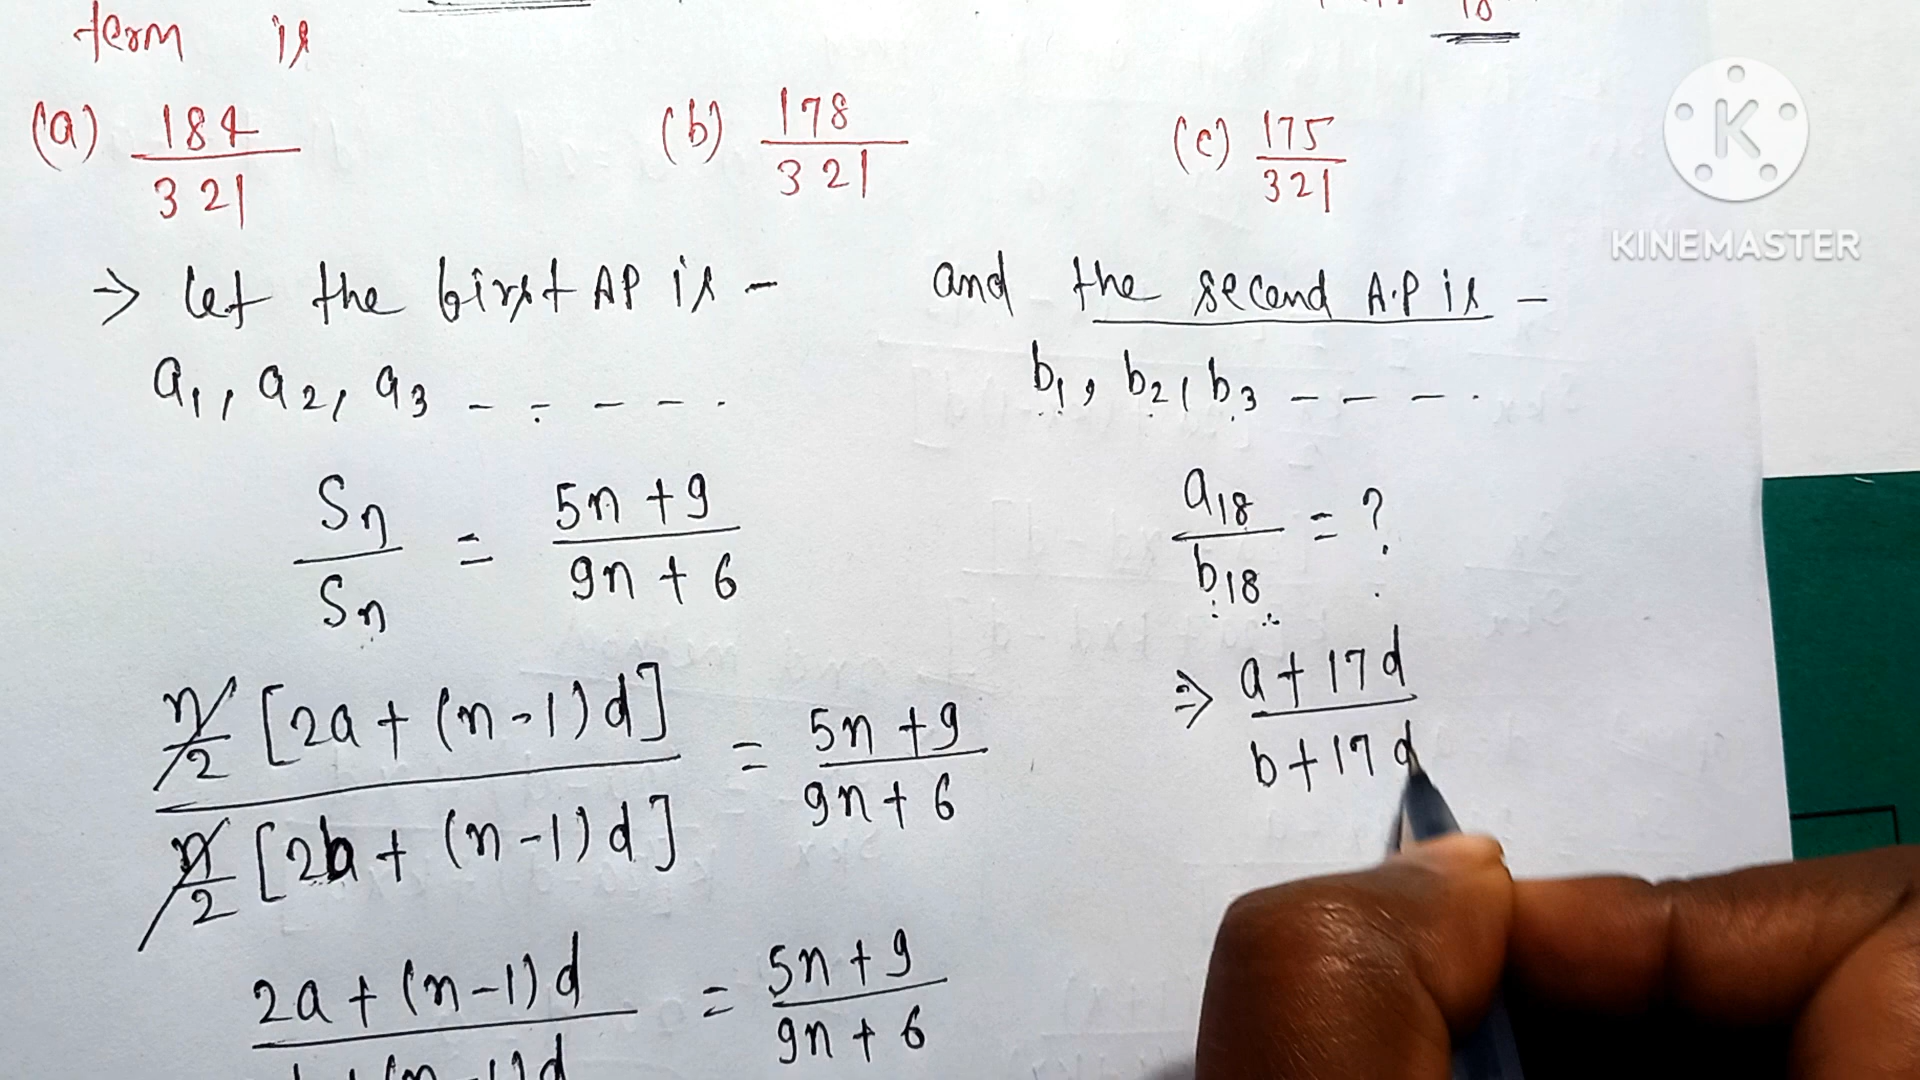 term is
18
(a) 184/321 (b) 178/321 (c) 175/321
K
KINEMASTER
→ Let the first AP is - and the second A.P is -
a₁, a₂, a₃ - - - - - . b₁, b₂, b₃ - - - - .
Sn/Sn = 5n + 9/9n + 6 a₁₈/b₁₈ = ?
n/2 [2a + (n-1)d] / n/2 [2b + (n-1)d] = 5n + 9/9n + 6 ⇒ a + 17d/b + 17d
2a + (n-1)d = 5n + 9/9n + 6